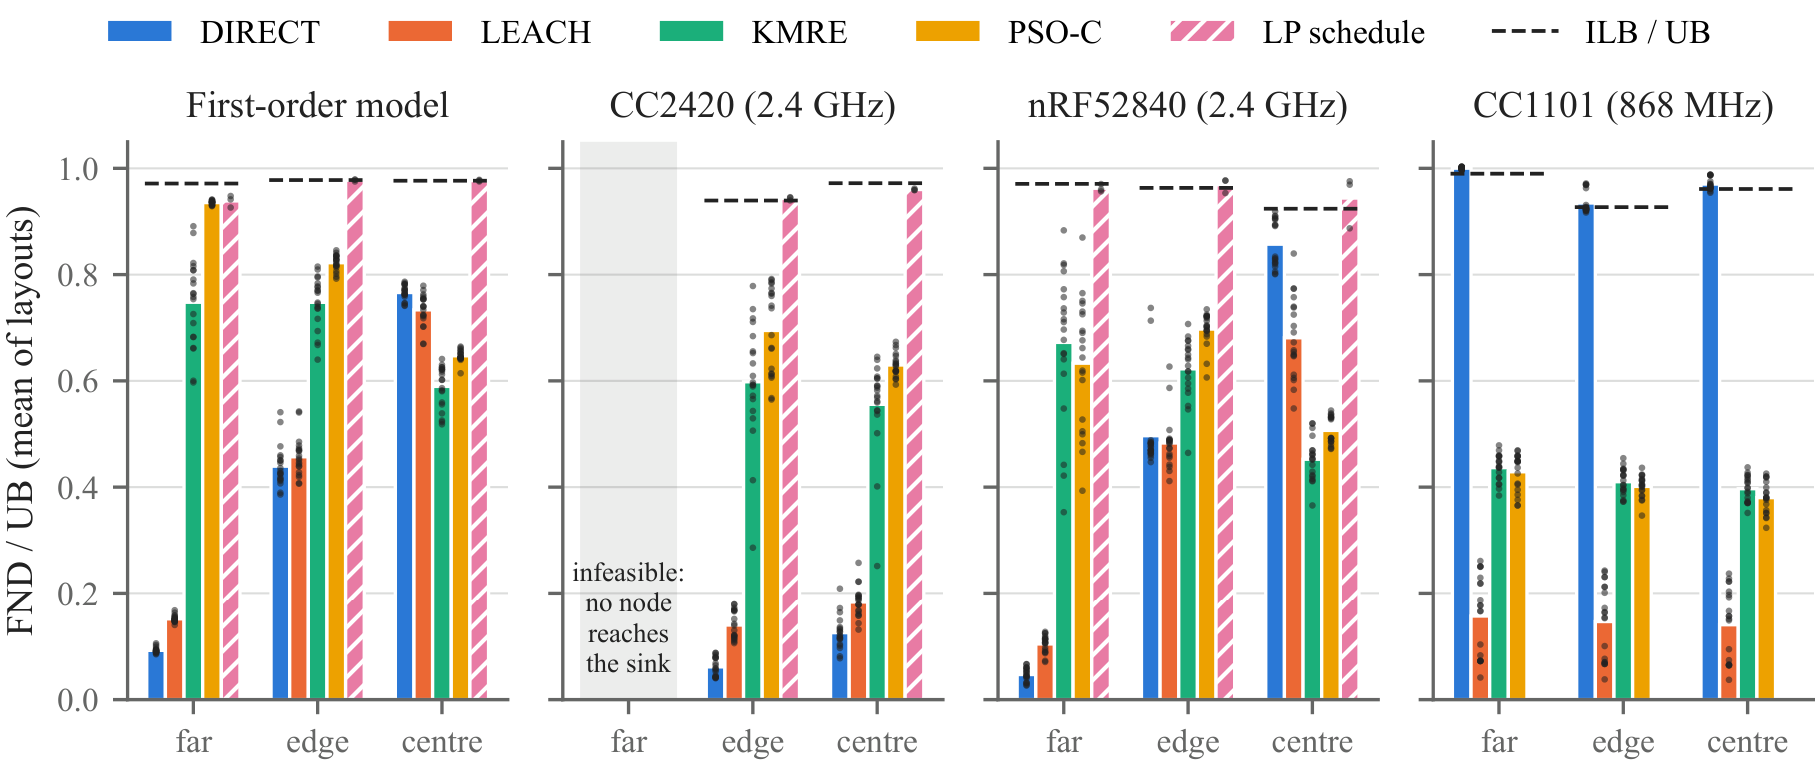 DIRECT LEACH KMRE PSO-C LP schedule ILB / UB
First-order model CC2420 (2.4 GHz) nRF52840 (2.4 GHz) CC1101 (868 MHz)
FND / UB (mean of layouts)
1.0
0.8
0.6
0.4
0.2
0.0
infeasible:
no node
reaches
the sink
far edge centre far edge centre far edge centre far edge centre